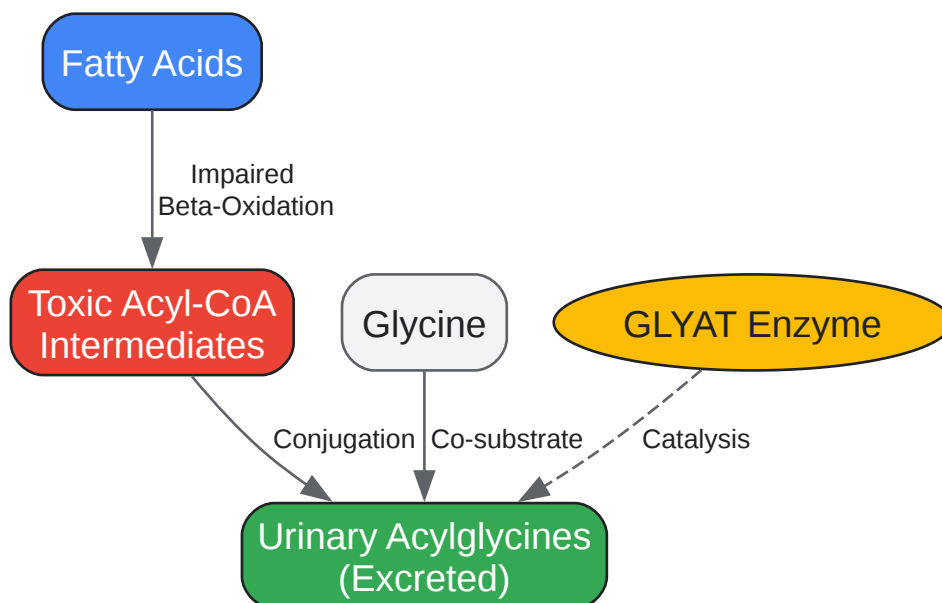 Fatty Acids
Impaired
Beta-Oxidation
Toxic Acyl-CoA
Intermediates
Glycine
GLYAT Enzyme
Conjugation
Co-substrate
Catalysis
Urinary Acylglycines
(Excreted)